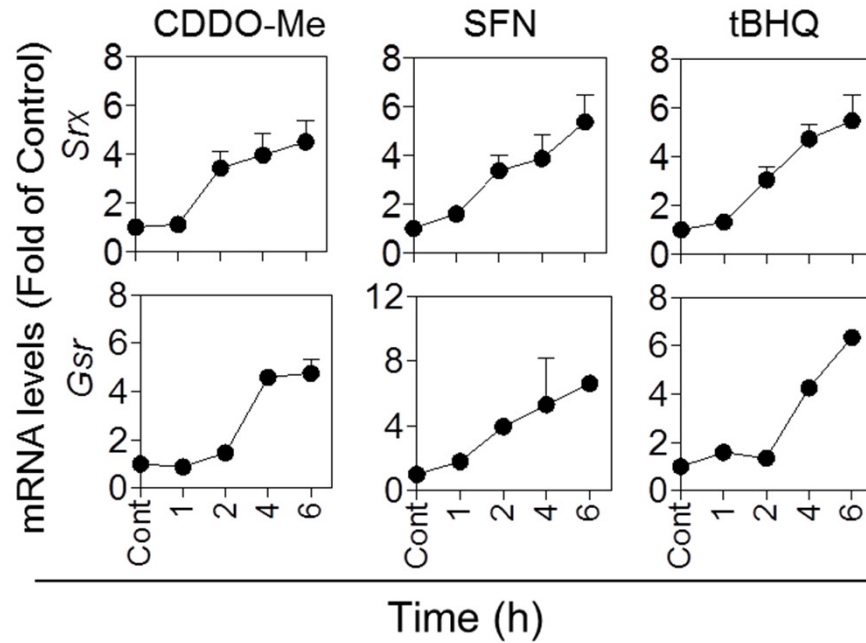 CDDO-Me SFN tBHQ
mRNA levels (Fold of Control)
Srx
8 8 8
6 6 6
4 4 4
2 2 2
0 0 0
Gsr
8 12 8
6 8 6
4 4 4
2 0 2
0 0
Cont 1 2 4 6 Cont 1 2 4 6 Cont 1 2 4 6
Time (h)